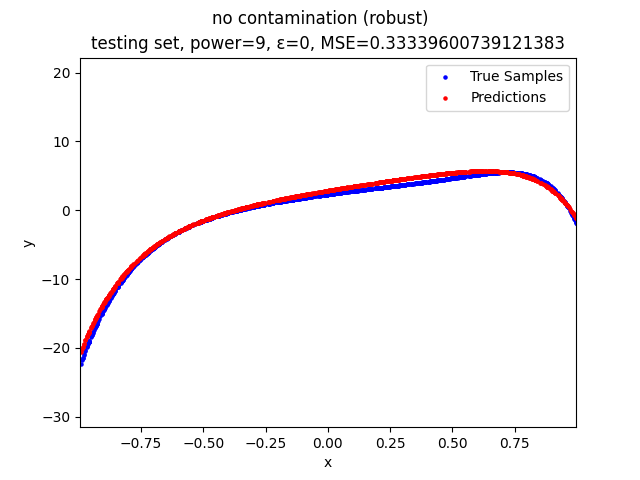 no contamination (robust)
testing set, power=9, ε=0, MSE=0.33339600739121383
True Samples
Predictions
20
10
0
−10
−20
−30
y
−0.75
−0.50
−0.25
0.00
0.25
0.50
0.75
x